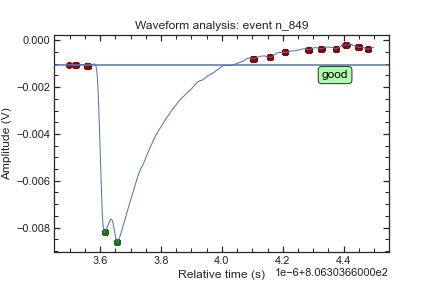 Waveform analysis: event n_849
0.000
−0.002
−0.004
−0.006
−0.008
Amplitude (V)
good
3.6
3.8
4.0
4.2
4.4
Relative time (s)
1e−6+8.0630366000e2